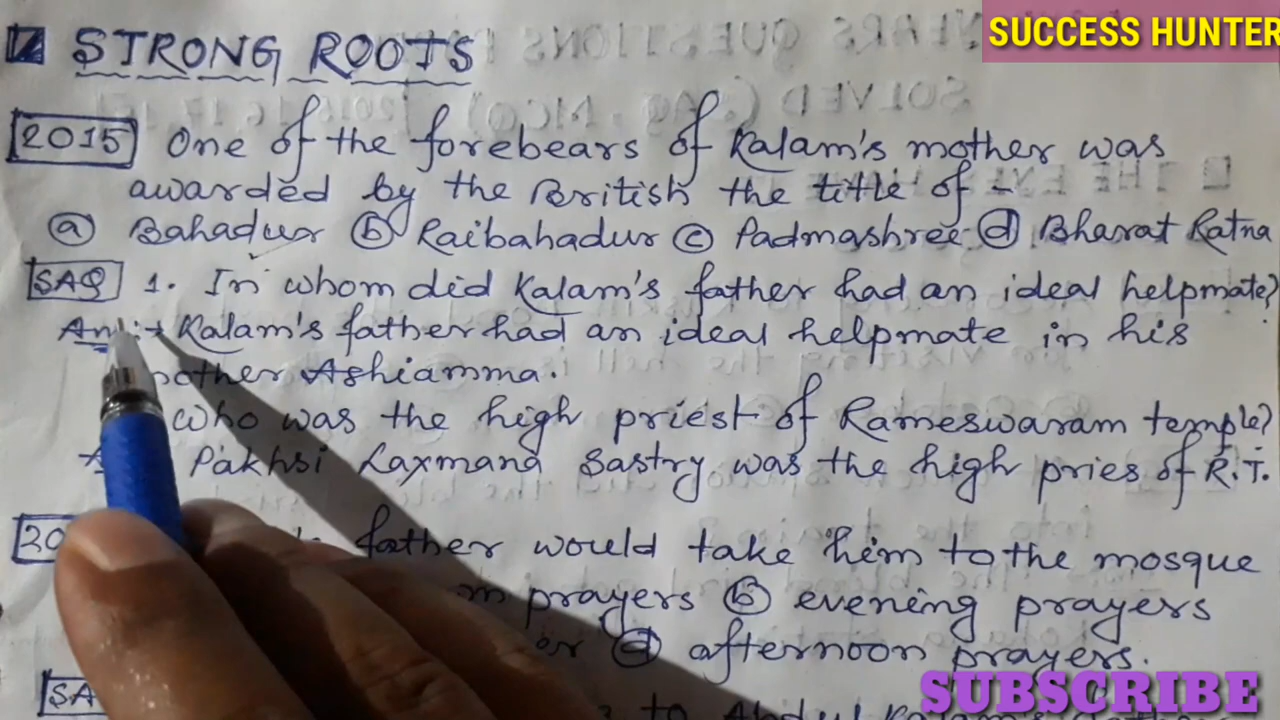 SUCCESS HUNTER
STRONG ROOTS
2015 One of the forebears of Kalam's mother was
awarded by the British the title of -
ⓐ Bahadur ⓑ Raibahadur ⓒ Padmashree ⓓ Bharat Ratna
SAQ 1. In whom did Kalam's father had an ideal helpmate?
Kalam's father had an ideal helpmate in his
Ashiamma.
who was the high priest of Rameswaram temple?
Pakhsi Laxmana Sastry was the high pries of R.T.
father would take him to the mosque
prayers ⓑ evening prayers
ⓓ afternoon prayers.
to Abdul Kalam's
SUBSCRIBE